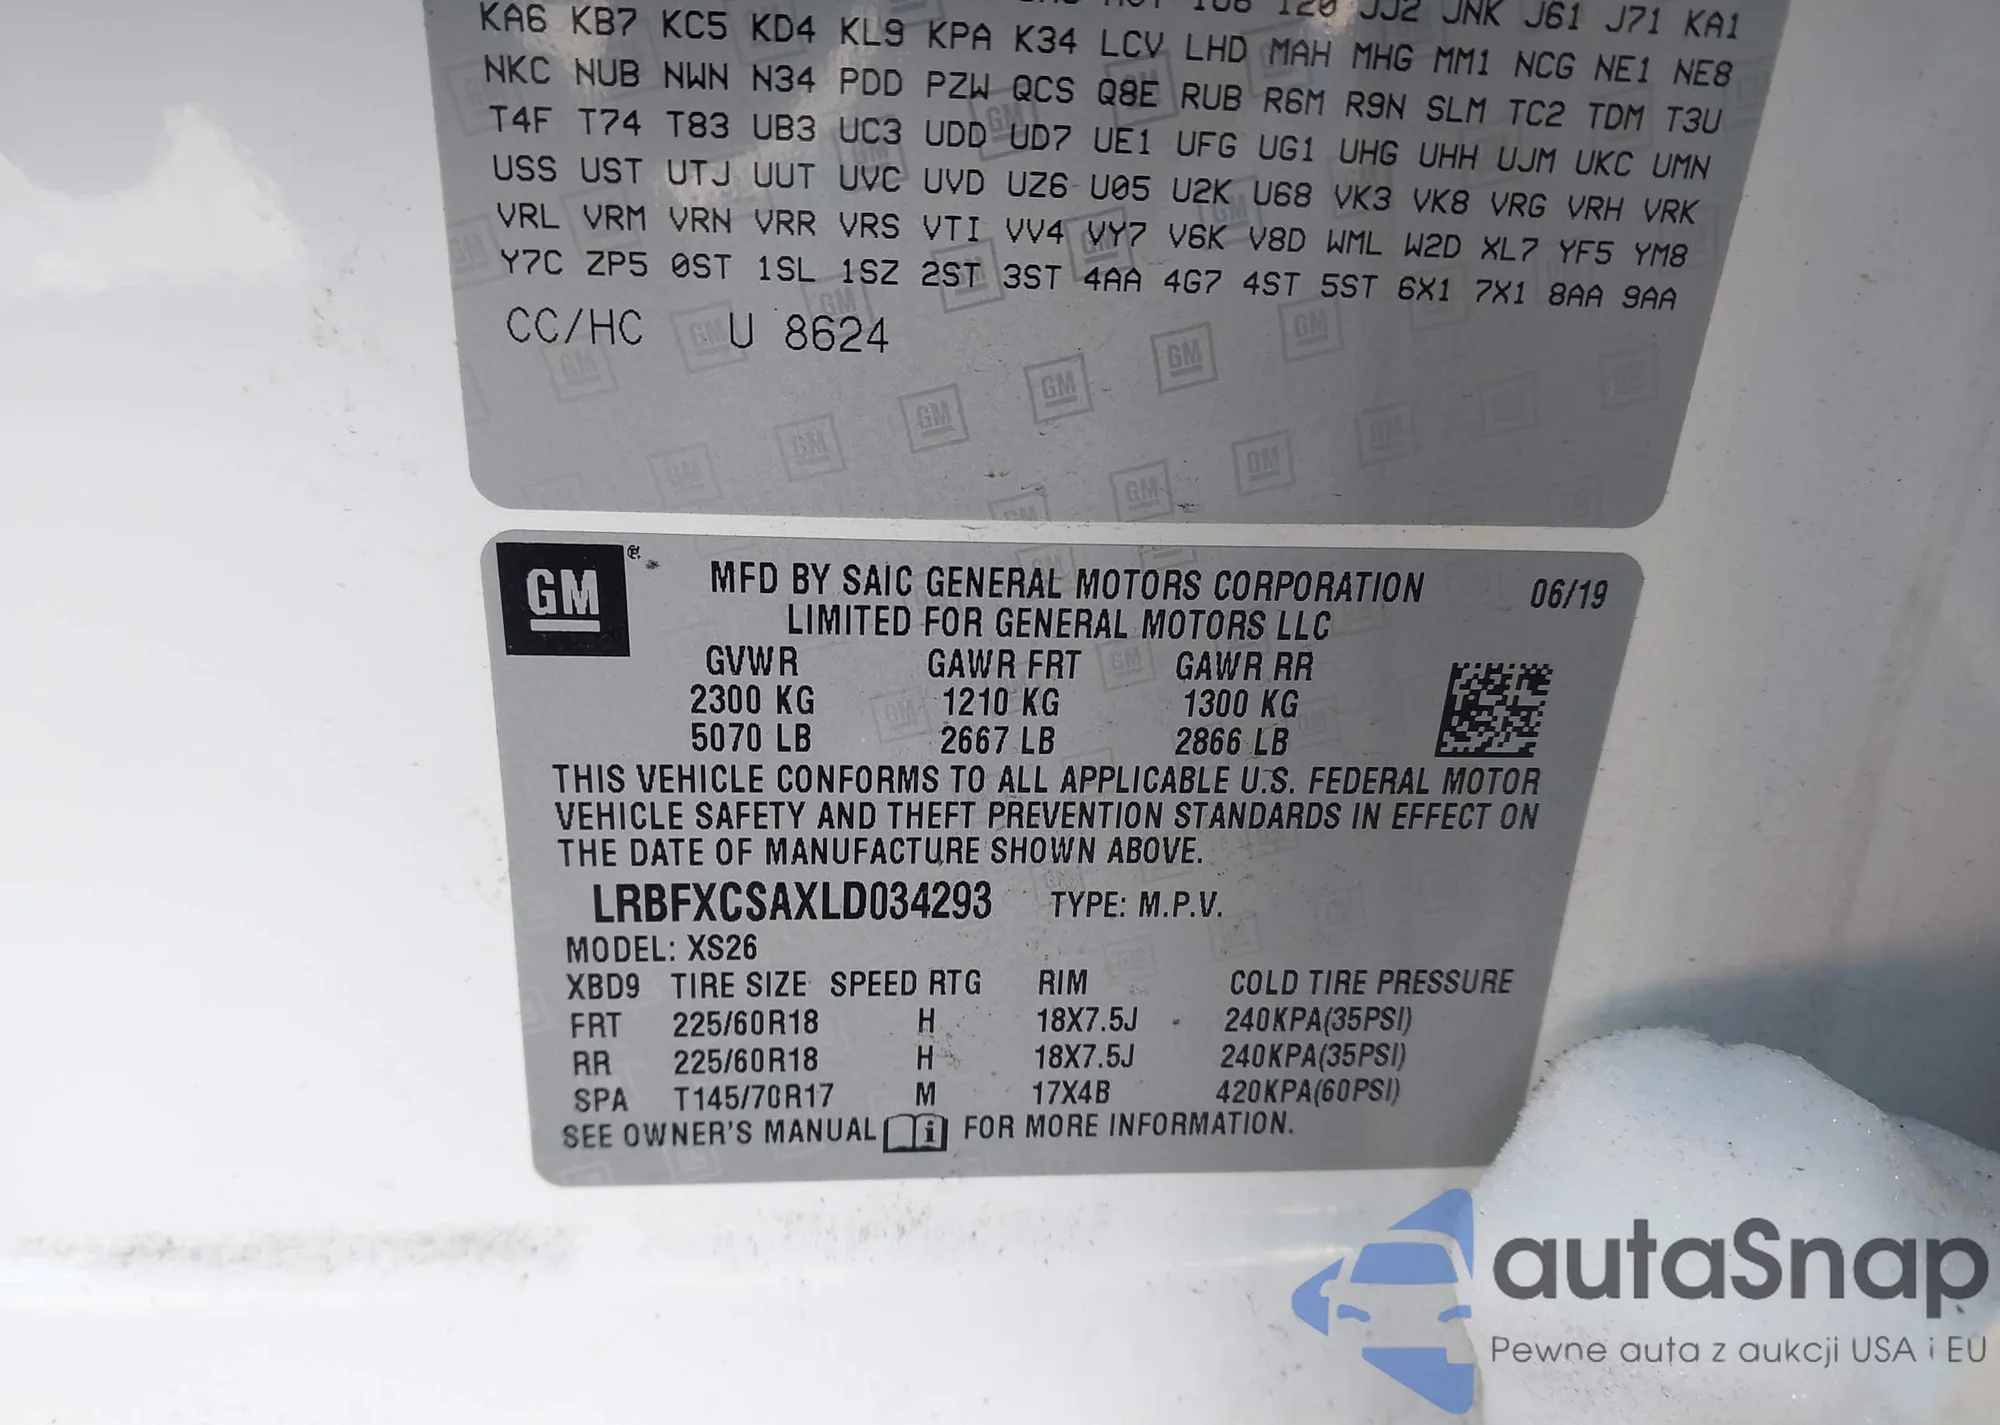 120 JJ2 JNK J61 J71 KA1
KA6 KB7 KC5 KD4 KL9 KPA K34 LCV LHD MAH MHG MM1 NCG NE1 NE8
NKC NUB NWN N34 PDD PZW QCS Q8E RUB R6M R9N SLM TC2 TDM T3U
T4F T74 T83 UB3 UC3 UDD UD7 UE1 UFG UG1 UHG UHH UJM UKC UMN
USS UST UTJ UUT UVC UVD UZ6 U05 U2K U68 VK3 VK8 VRG VRH VRK
VRL VRM VRN VRR VRS VTI VV4 VY7 V6K V8D WML W2D XL7 YF5 YM8
Y7C ZP5 0ST 1SL 1SZ 2ST 3ST 4AA 4G7 4ST 5ST 6X1 7X1 8AA 9AA
CC/HC U 8624
GM ® MFD BY SAIC GENERAL MOTORS CORPORATION 06/19
LIMITED FOR GENERAL MOTORS LLC
GVWR GAWR FRT GAWR RR
2300 KG 1210 KG 1300 KG
5070 LB 2667 LB 2866 LB
THIS VEHICLE CONFORMS TO ALL APPLICABLE U.S. FEDERAL MOTOR
VEHICLE SAFETY AND THEFT PREVENTION STANDARDS IN EFFECT ON
THE DATE OF MANUFACTURE SHOWN ABOVE.
LRBFXCSAXLD034293 TYPE: M.P.V.
MODEL: XS26
XBD9 TIRE SIZE SPEED RTG RIM COLD TIRE PRESSURE
FRT 225/60R18 H 18X7.5J 240KPA(35PSI)
RR 225/60R18 H 18X7.5J 240KPA(35PSI)
SPA T145/70R17 M 17X4B 420KPA(60PSI)
SEE OWNER'S MANUAL i FOR MORE INFORMATION.
autaSnap
Pewne auta z aukcji USA i EU